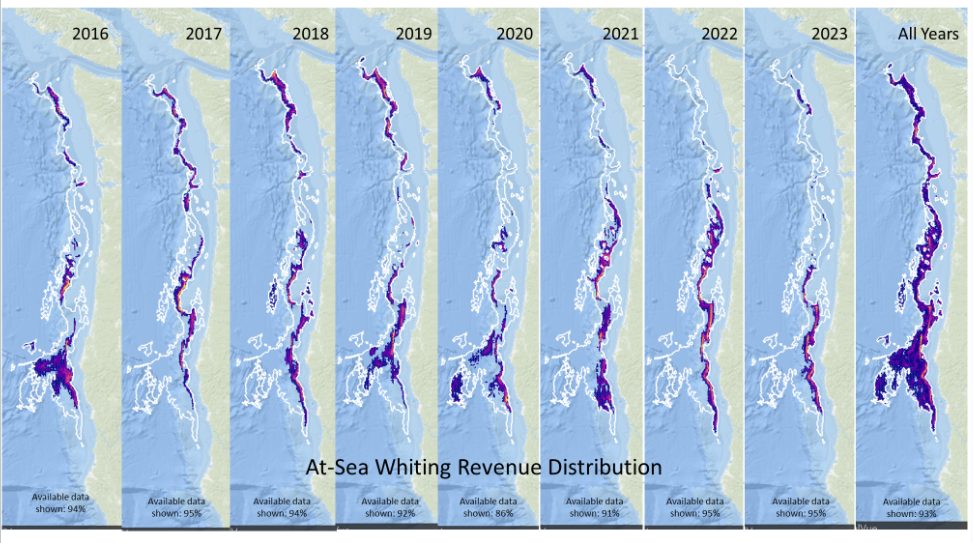 2016
2017
2018
2019
2020
2021
2022
2023
All Years
At-Sea Whiting Revenue Distribution
Available data
shown: 94%
Available data
shown: 95%
Available data
shown: 94%
Available data
shown: 92%
Available data
shown: 86%
Available data
shown: 91%
Available data
shown: 95%
Available data
shown: 95%
Available data
shown: 93%